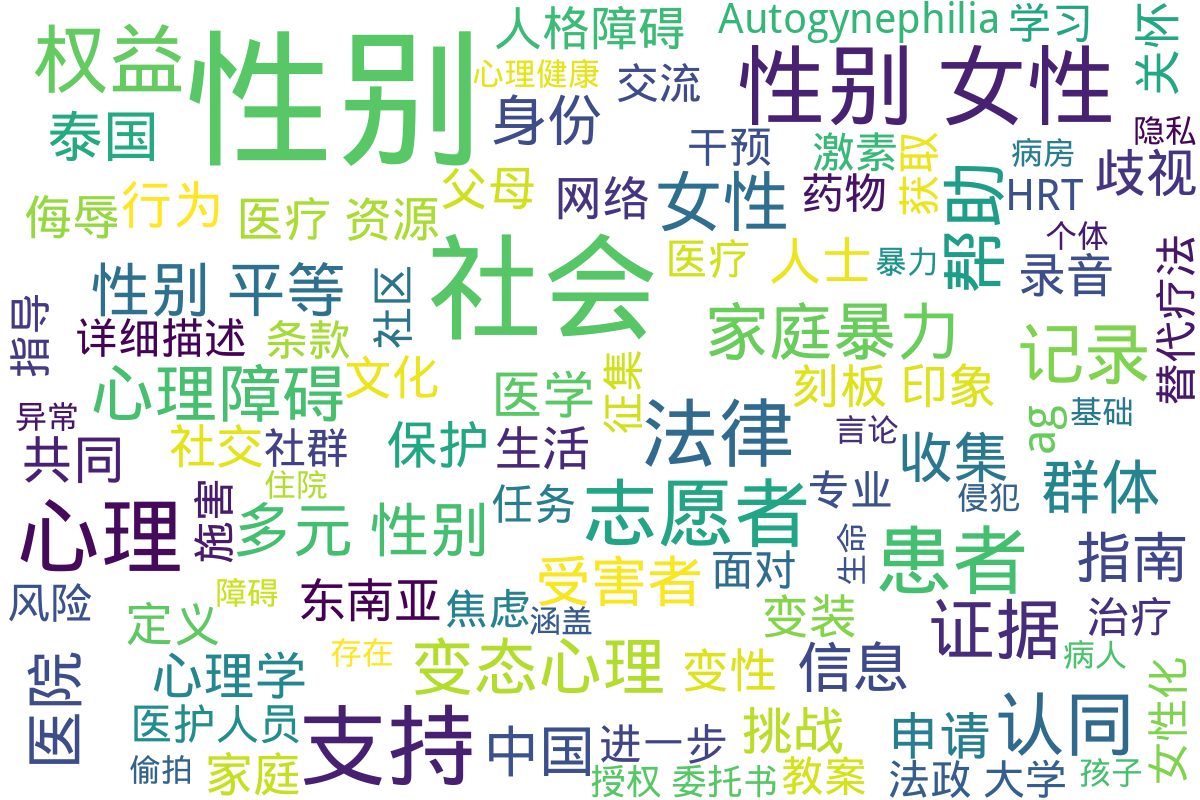 权益
性别
人格障碍
Autogynephilia
学习
关怀
心理健康
交流
性别 女性
泰国
身份
隐私
干预
激素
获取
病房
歧视
侮辱
行为
医疗 资源
父母
网络
女性
药物
帮助
HRT
性别 平等
社区
社会
医疗
人士
暴力
个体
录音
替代疗法
指导
详细描述
条款
家庭暴力
记录
心理障碍
文化
医学
征集
刻板 印象
ag
基础
异常
共同
社交
社群
保护
生活
法律
言论
收集
群体
心理
施害
住院
多元 性别
任务
志愿者
专业
侵犯
生命
患者
指南
风险
障碍
定义
东南亚
焦虑
涵盖
受害者
面对
变装
证据
治疗
医院
心理学
存在
变态心理
变性
信息
病人
女性化
医护人员
支持
中国
进一步
挑战
申请
认同
偷拍
家庭
授权 委托书
教案
法政 大学
孩子